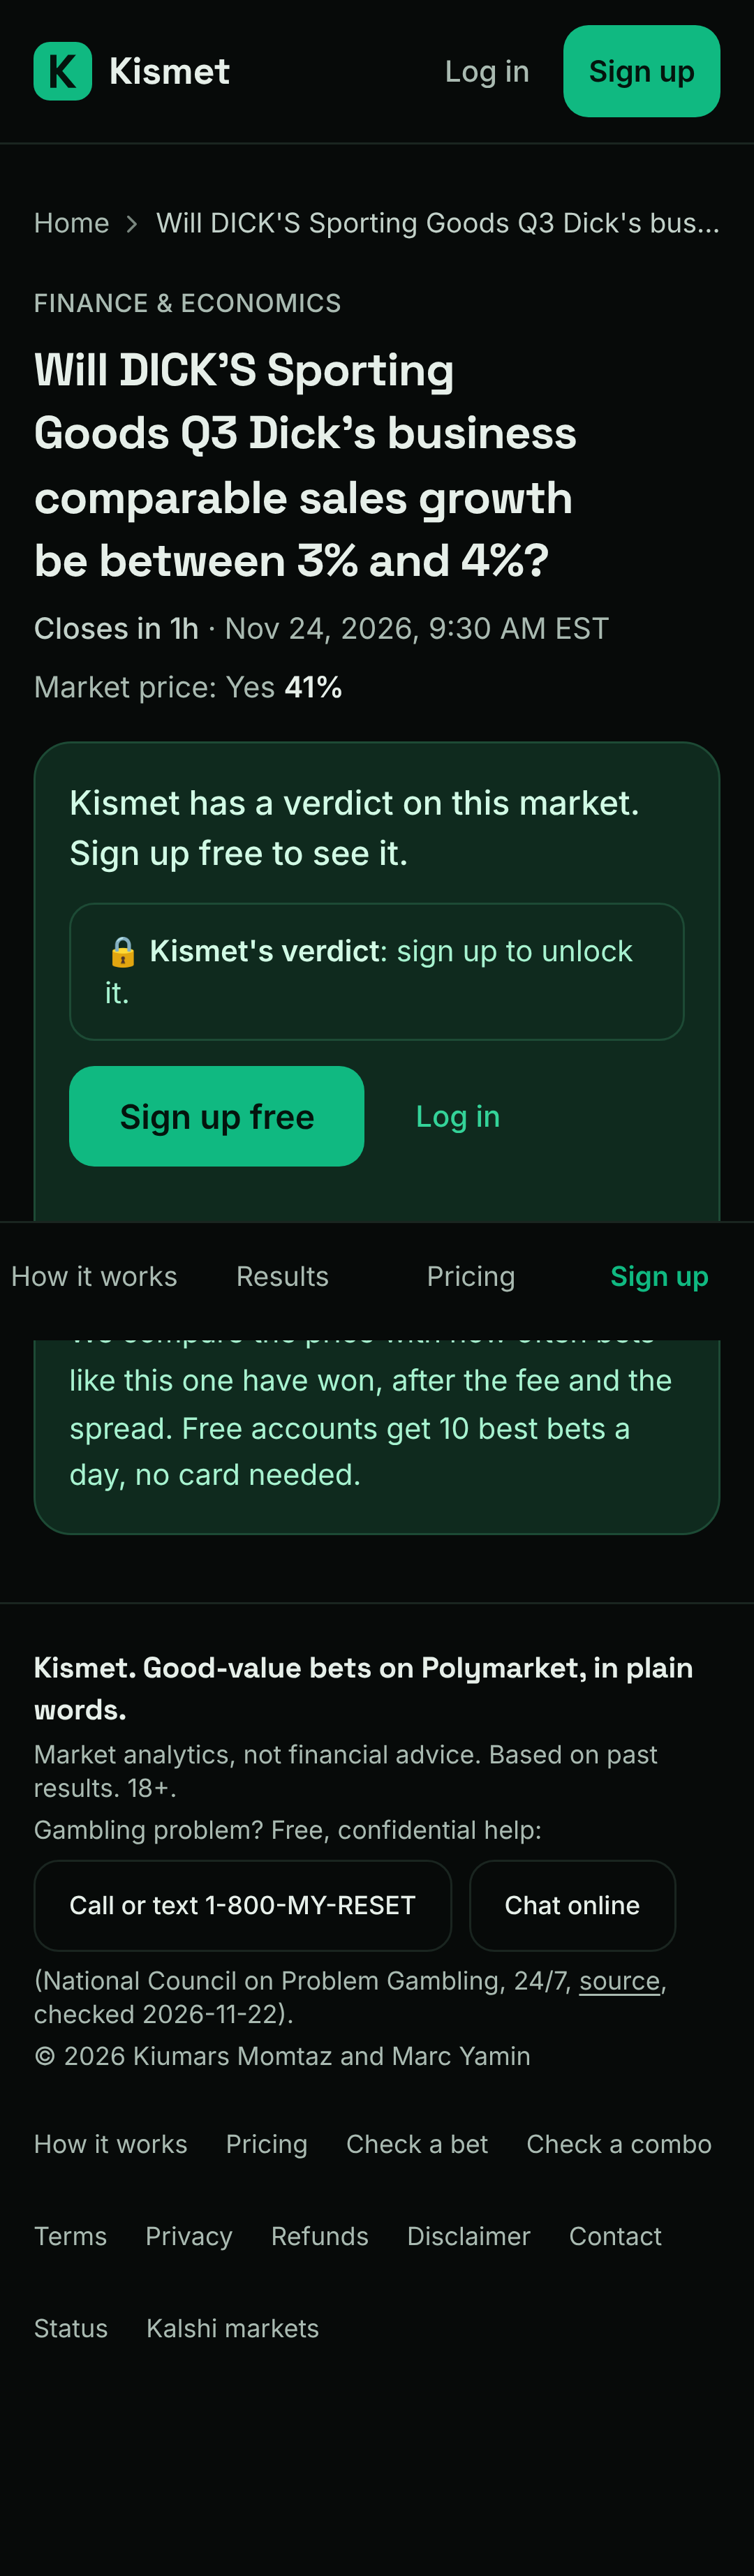 K Kismet Log in Sign up
Home > Will DICK'S Sporting Goods Q3 Dick's bus...
FINANCE & ECONOMICS
Will DICK'S Sporting
Goods Q3 Dick's business
comparable sales growth
be between 3% and 4%?
Closes in 1h · Nov 24, 2026, 9:30 AM EST
Market price: Yes 41%
Kismet has a verdict on this market.
Sign up free to see it.
🔒 Kismet's verdict: sign up to unlock
it.
Sign up free Log in
How it works Results Pricing Sign up
like this one have won, after the fee and the
spread. Free accounts get 10 best bets a
day, no card needed.
Kismet. Good-value bets on Polymarket, in plain
words.
Market analytics, not financial advice. Based on past
results. 18+.
Gambling problem? Free, confidential help:
Call or text 1-800-MY-RESET Chat online
(National Council on Problem Gambling, 24/7, source,
checked 2026-11-22).
© 2026 Kiumars Momtaz and Marc Yamin
How it works Pricing Check a bet Check a combo
Terms Privacy Refunds Disclaimer Contact
Status Kalshi markets